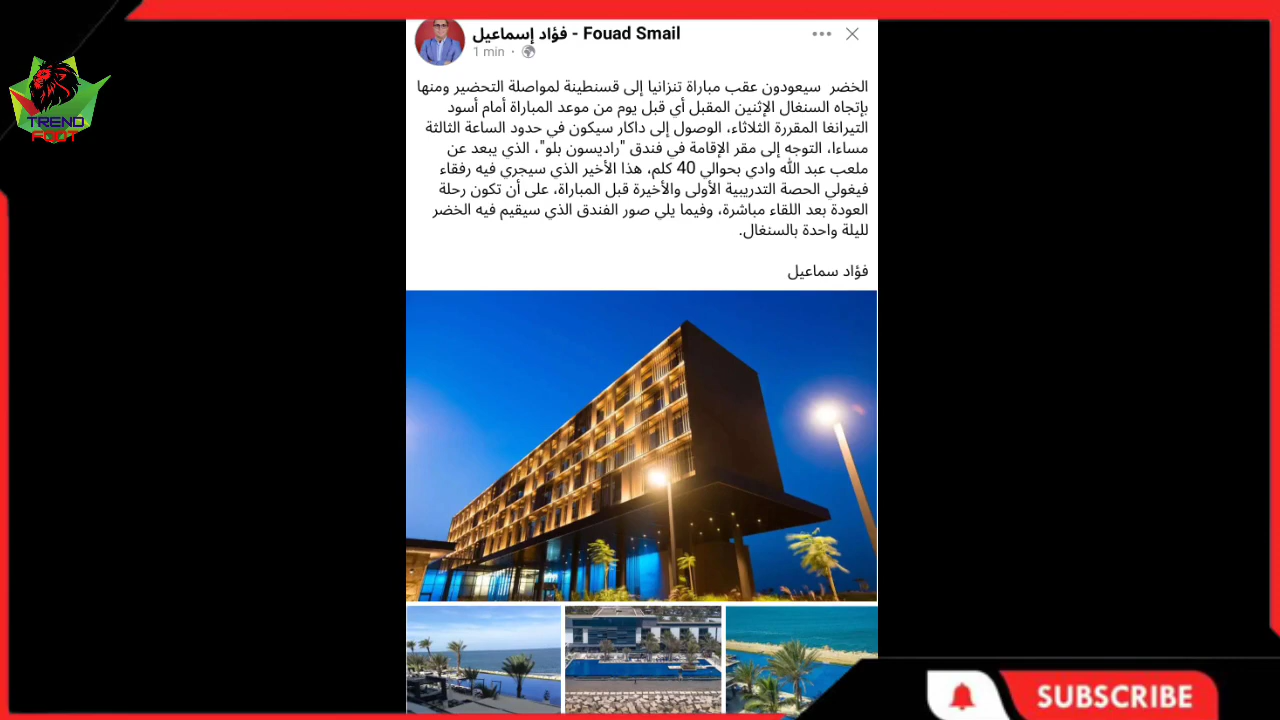 فؤاد إسماعيل - Fouad Smail
1 min ·
الخضر سيعودون عقب مباراة تنزانيا إلى قسنطينة لمواصلة التحضير ومنها
بإتجاه السنغال الإثنين المقبل أي قبل يوم من موعد المباراة أمام أسود
التيرانغا المقررة الثلاثاء، الوصول إلى داكار سيكون في حدود الساعة الثالثة
مساءا، التوجه إلى مقر الإقامة في فندق "راديسون بلو"، الذي يبعد عن
ملعب عبد الله وادي بحوالي 40 كلم، هذا الأخير الذي سيجري فيه رفقاء
فيغولي الحصة التدريبية الأولى والأخيرة قبل المباراة، على أن تكون رحلة
العودة بعد اللقاء مباشرة، وفيما يلي صور الفندق الذي سيقيم فيه الخضر
لليلة واحدة بالسنغال.
فؤاد سماعيل
TREND
FOOT
SUBSCRIBE